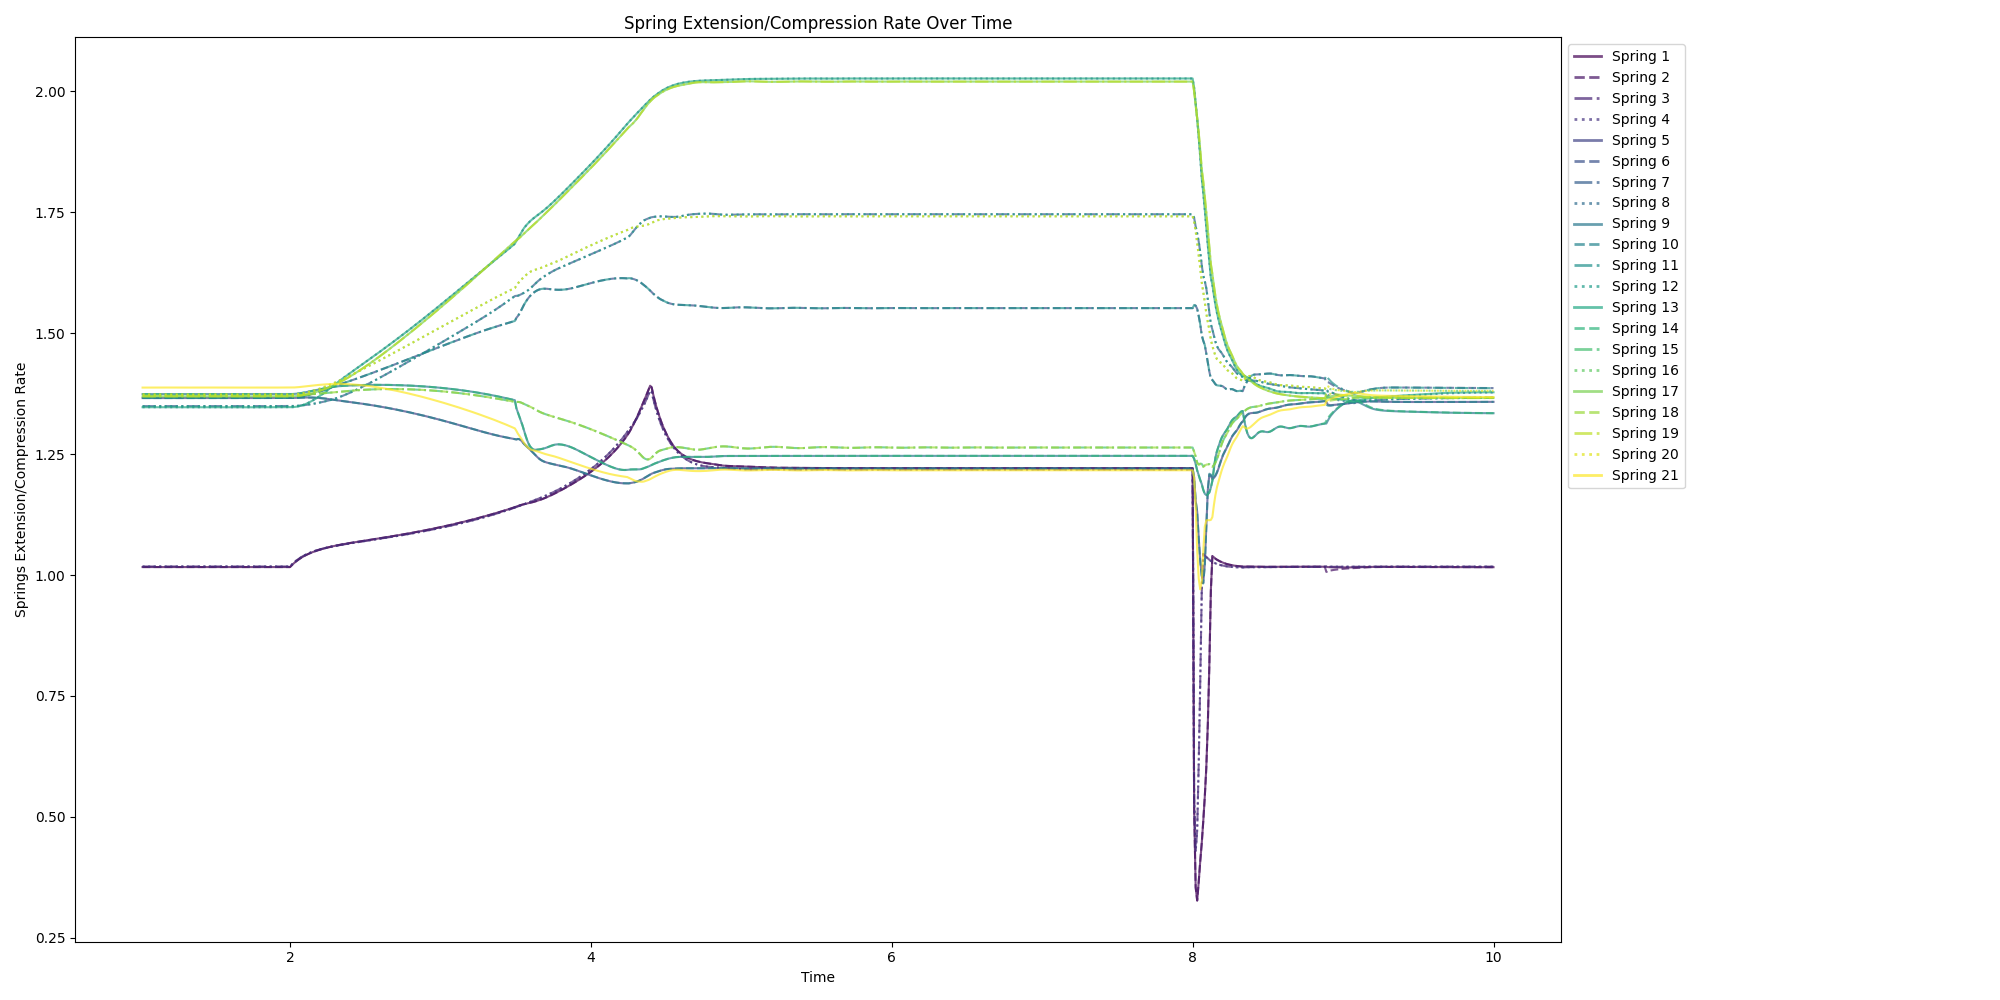 Spring Extension/Compression Rate Over Time
Springs Extension/Compression Rate
2.00
1.75
1.50
1.25
1.00
0.75
0.50
0.25
2
4
6
8
10
Time
Spring 1
Spring 2
Spring 3
Spring 4
Spring 5
Spring 6
Spring 7
Spring 8
Spring 9
Spring 10
Spring 11
Spring 12
Spring 13
Spring 14
Spring 15
Spring 16
Spring 17
Spring 18
Spring 19
Spring 20
Spring 21